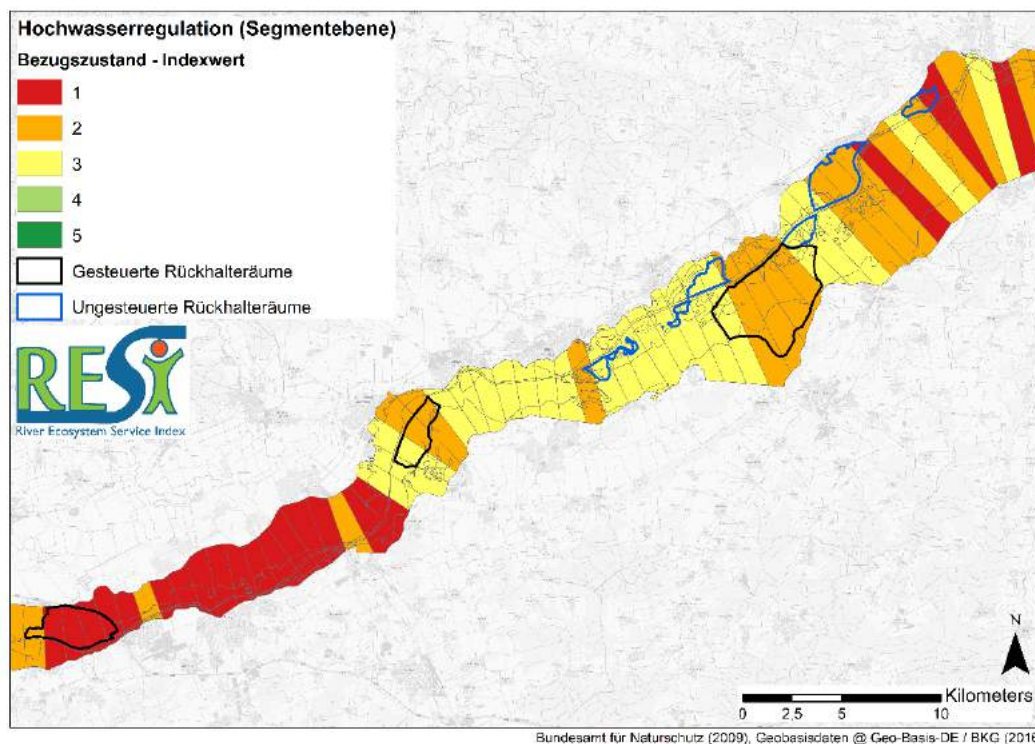 Hochwasserregulation (Segmentebene)
Bezugszustand - Indexwert
1
2
3
4
5
Gesteuerte Rückhalteräume
Ungesteuerte Rückhalteräume
RESI
River Ecosystem Service Index
N
Kilometers
0 2,5 5 10
Bundesamt für Naturschutz (2009), Geobasisdaten @ Geo-Basis-DE / BKG (2016